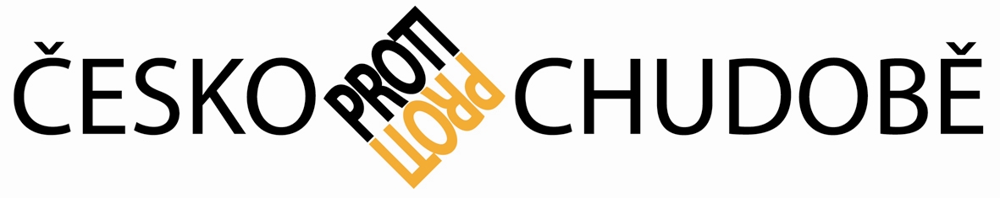 ČESKO PROTI PROTI CHUDOBĚ